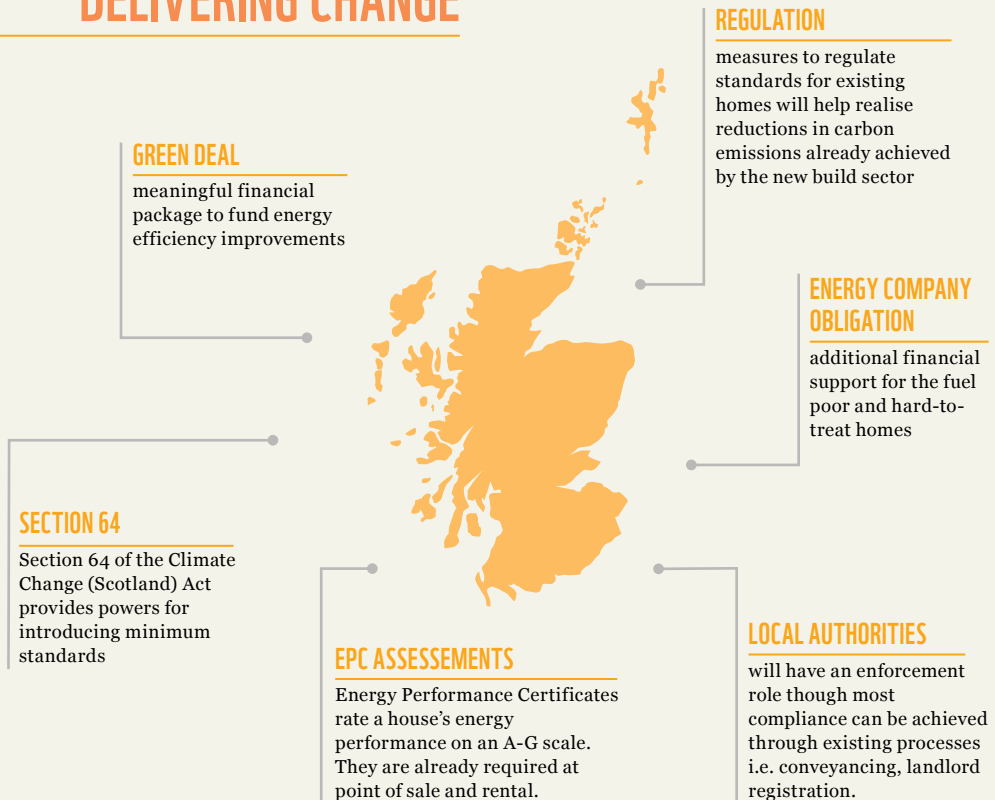 DELIVERING CHANGE
REGULATION
measures to regulate
standards for existing
homes will help realise
reductions in carbon
emissions already achieved
by the new build sector
GREEN DEAL
meaningful financial
package to fund energy
efficiency improvements
ENERGY COMPANY
OBLIGATION
additional financial
support for the fuel
poor and hard-to-
treat homes
SECTION 64
Section 64 of the Climate
Change (Scotland) Act
provides powers for
introducing minimum
standards
EPC ASSESSEMENTS
Energy Performance Certificates
rate a house's energy
performance on an A-G scale.
They are already required at
point of sale and rental.
LOCAL AUTHORITIES
will have an enforcement
role though most
compliance can be achieved
through existing processes
i.e. conveyancing, landlord
registration.